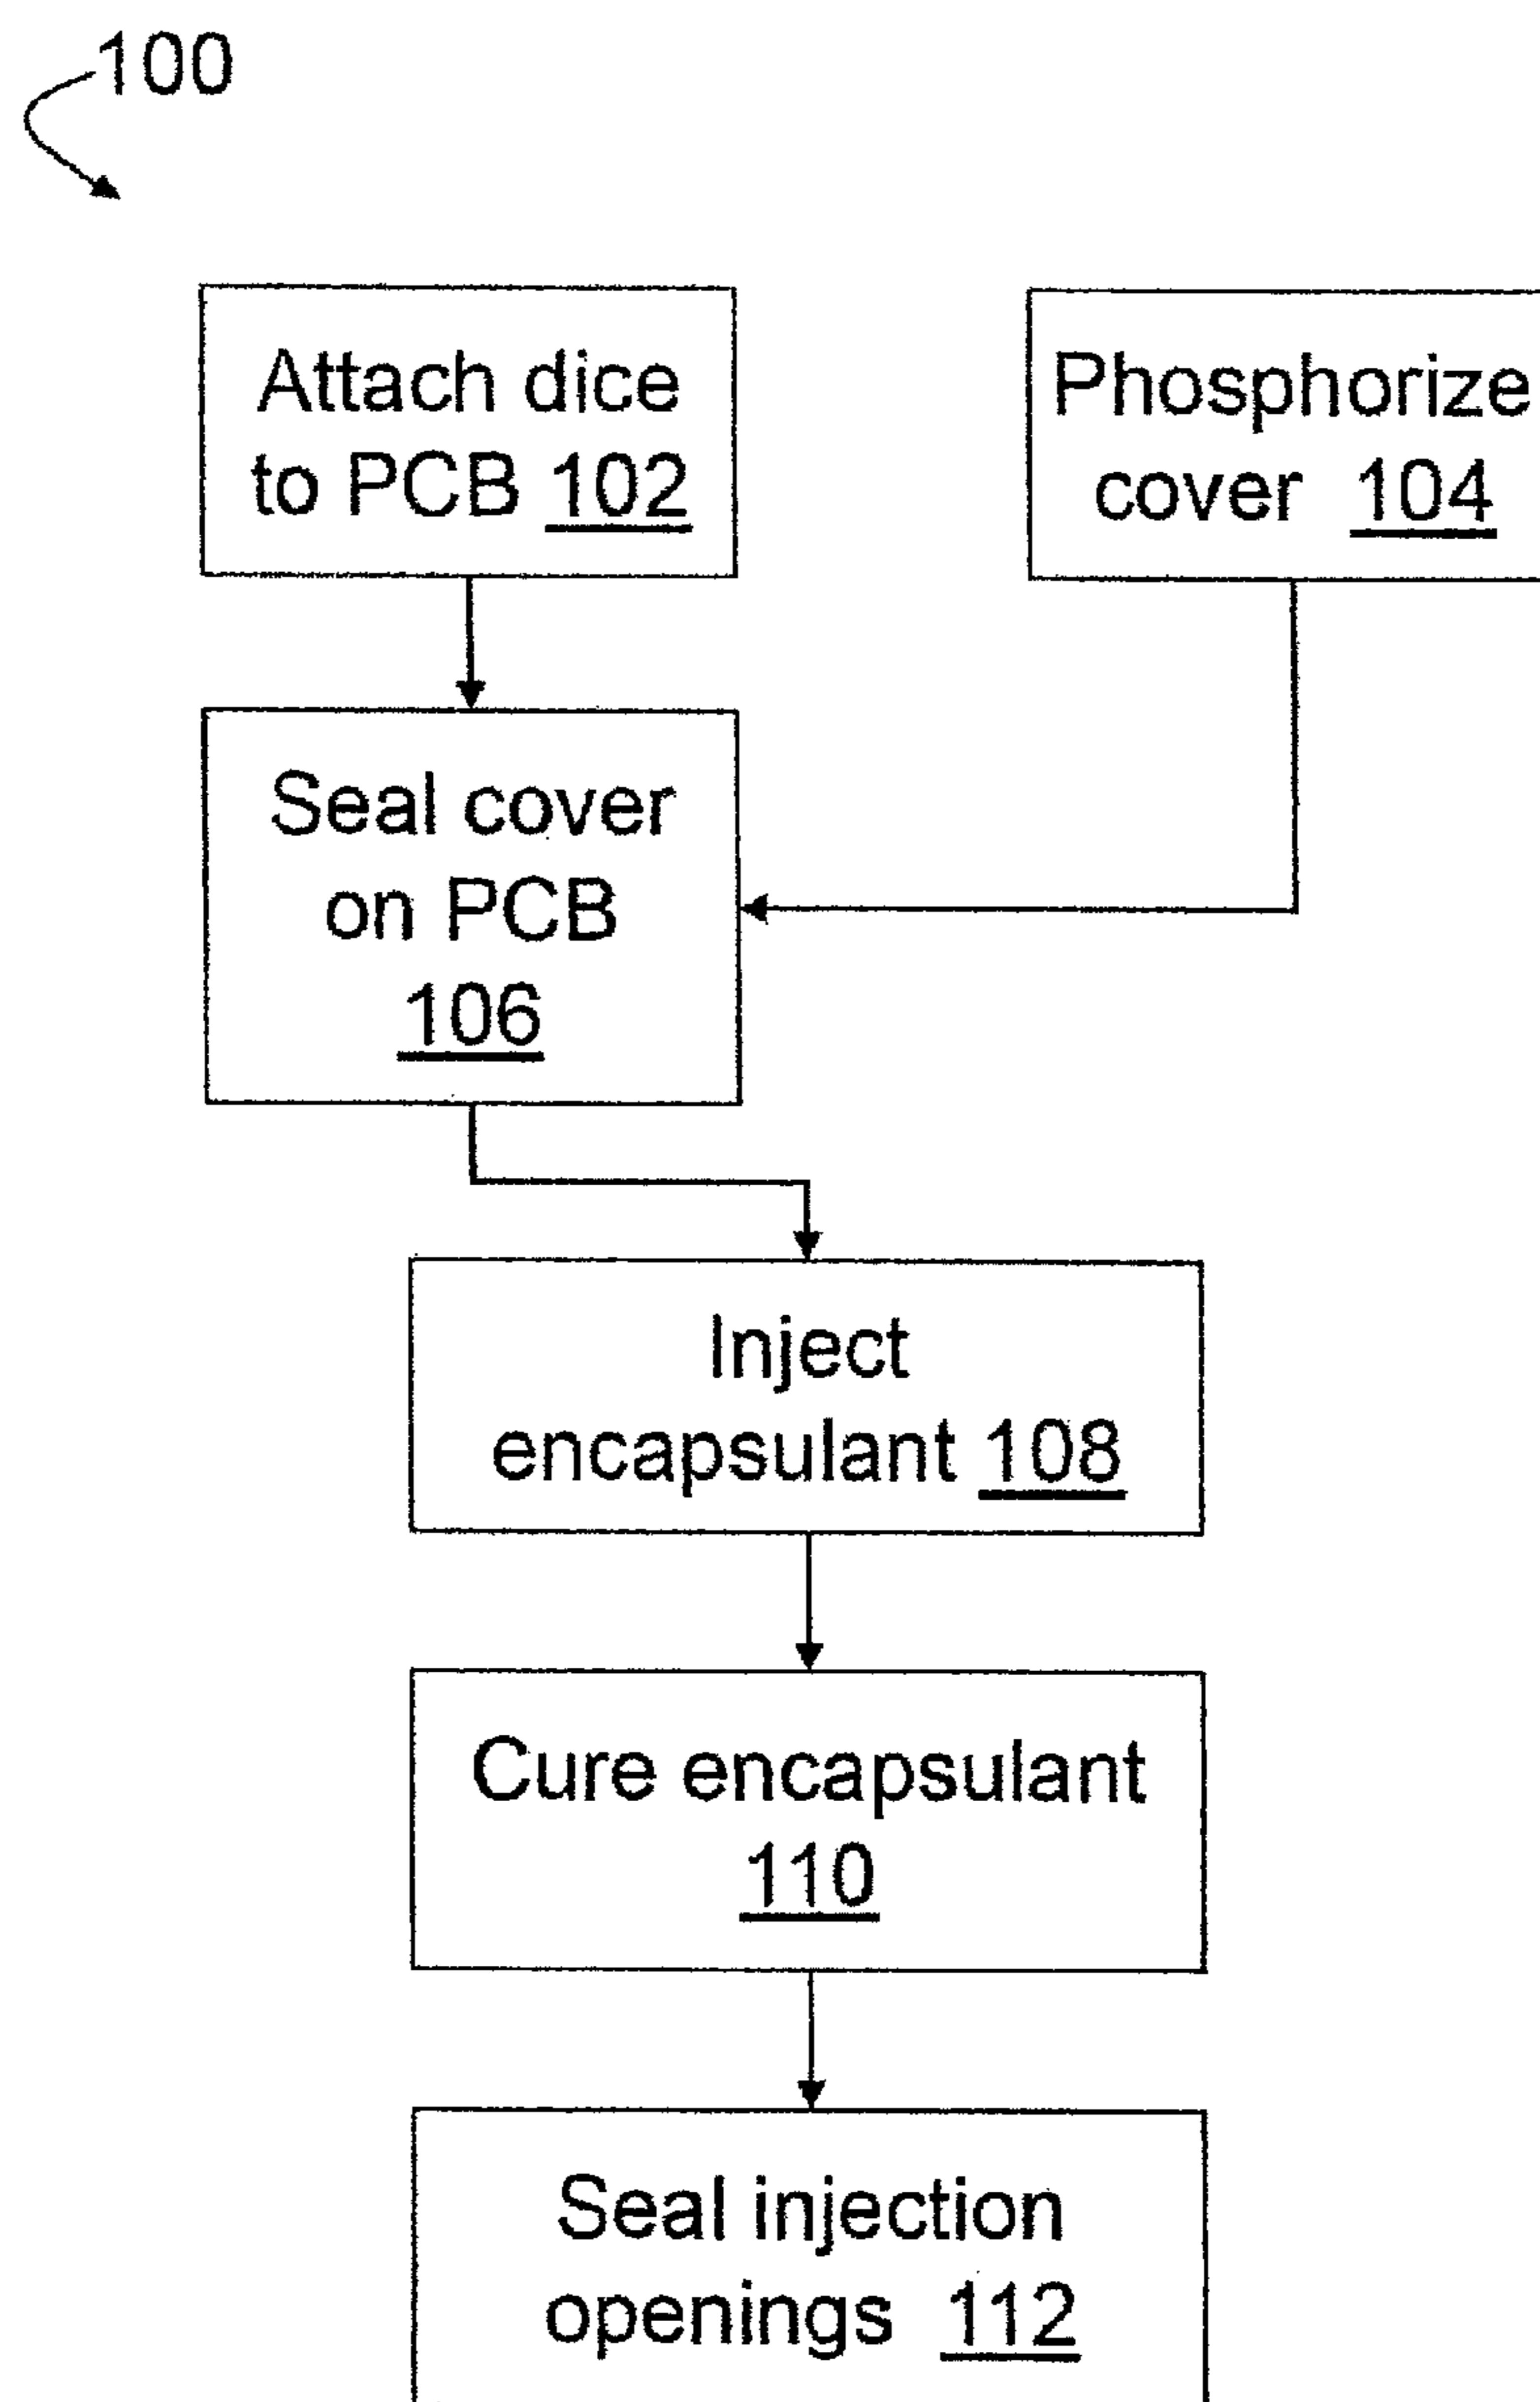 100
Attach dice
to PCB 102
Phosphorize
cover 104
Seal cover
on PCB
106
Inject
encapsulant 108
Cure encapsulant
110
Seal injection
openings 112